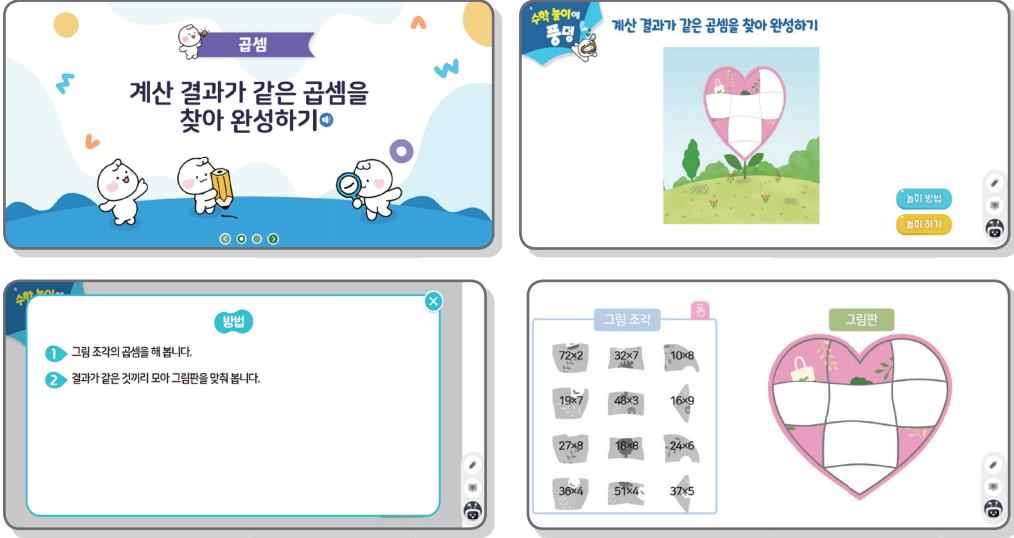 곱셈
계산 결과가 같은 곱셈을
찾아 완성하기
수학 놀이에
풍덩
계산 결과가 같은 곱셈을 찾아 완성하기
놀이 방법
놀이 하기
수학 놀이에
방법
1 그림 조각의 곱셈을 해 봅니다.
2 결과가 같은 것끼리 모아 그림판을 맞춰 봅니다.
그림 조각
72×2 32×7 10×8
19×7 48×3 16×9
27×8 18×8 24×6
36×4 51×4 37×5
그림판